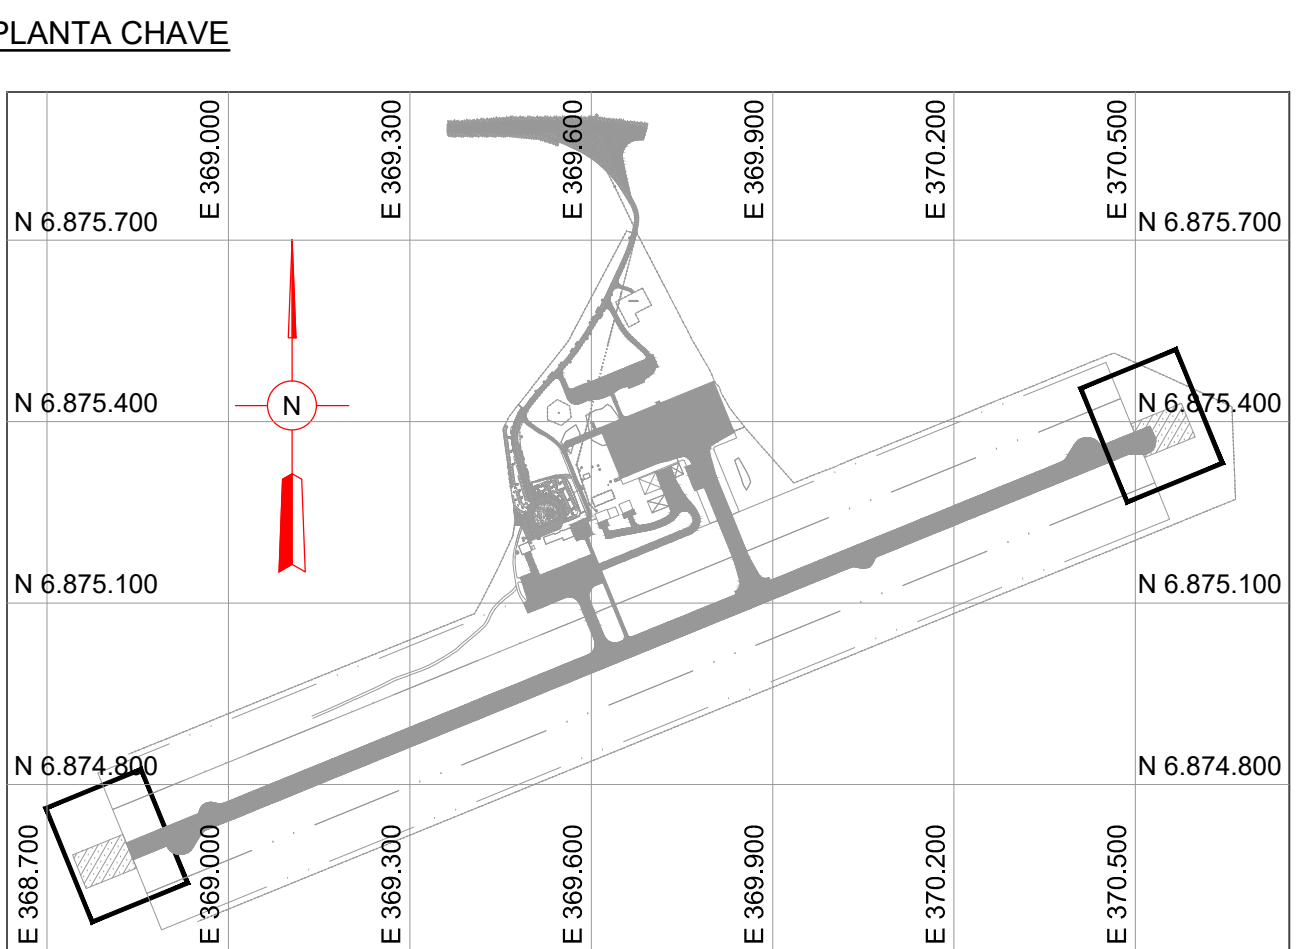 PLANTA CHAVE
E 369.000
E 369.300
E 369.600
E 369.900
E 370.200
E 370.500
N 6.875.700
N 6.875.700
N
N 6.875.400
N 6.875.400
N 6.875.100
N 6.875.100
N 6.874.800
N 6.874.800
E 368.700
E 369.000
E 369.300
E 369.600
E 369.900
E 370.200
E 370.500